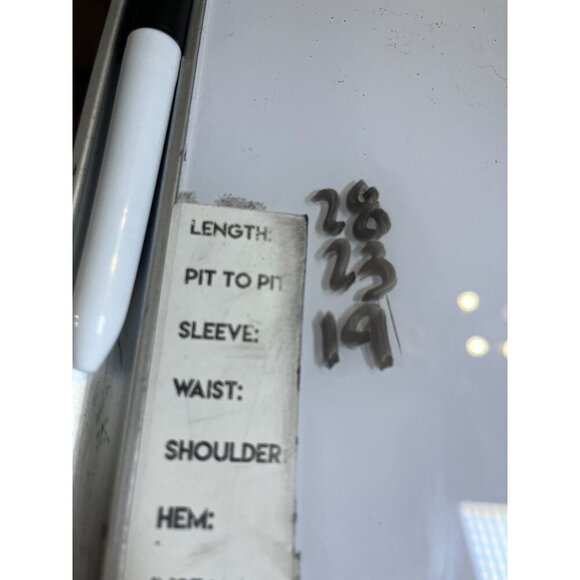 LENGTH: 28
PIT TO PIT 23
SLEEVE: 19
WAIST:
SHOULDER
HEM: